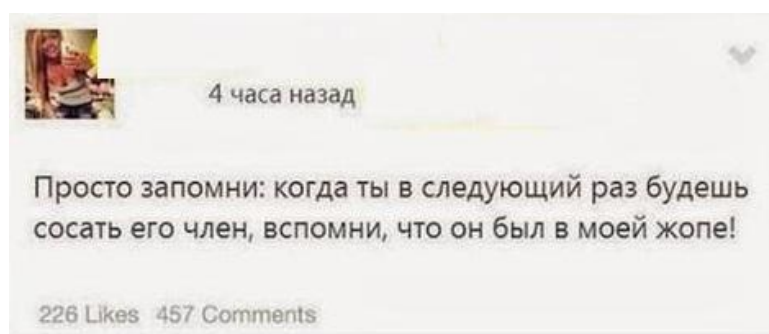 4 часа назад
Просто запомни: когда ты в следующий раз будешь
сосать его член, вспомни, что он был в моей жопе!
226 Likes 457 Comments